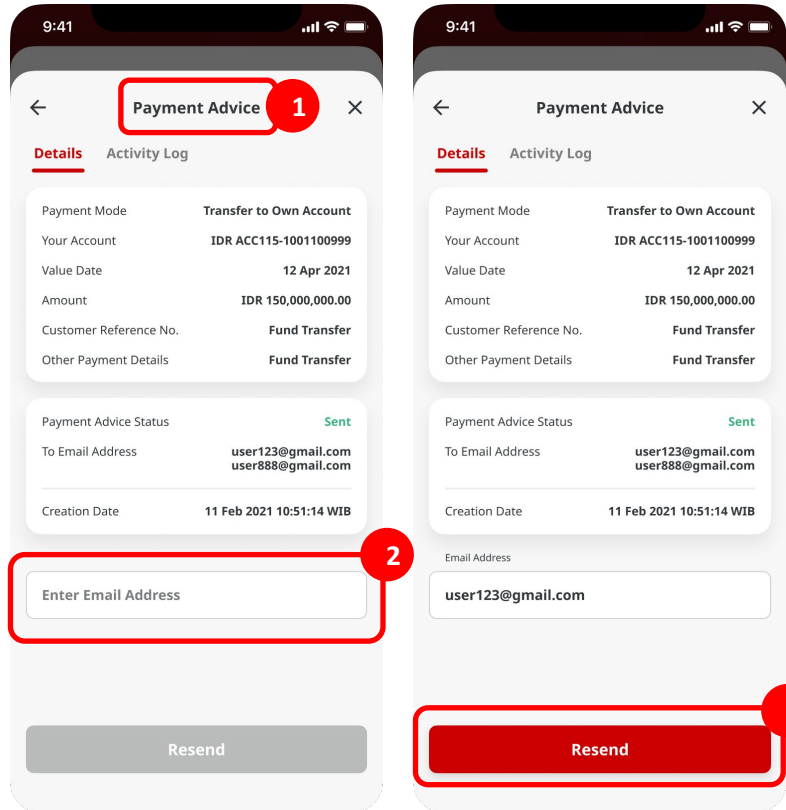 9:41
Payment Advice
1
Details Activity Log
Payment Mode Transfer to Own Account
Your Account IDR ACC115-1001100999
Value Date 12 Apr 2021
Amount IDR 150,000,000.00
Customer Reference No. Fund Transfer
Other Payment Details Fund Transfer
Payment Advice Status Sent
To Email Address user123@gmail.com
user888@gmail.com
Creation Date 11 Feb 2021 10:51:14 WIB
2
Enter Email Address
Resend
9:41
Payment Advice
Details Activity Log
Payment Mode Transfer to Own Account
Your Account IDR ACC115-1001100999
Value Date 12 Apr 2021
Amount IDR 150,000,000.00
Customer Reference No. Fund Transfer
Other Payment Details Fund Transfer
Payment Advice Status Sent
To Email Address user123@gmail.com
user888@gmail.com
Creation Date 11 Feb 2021 10:51:14 WIB
Email Address
user123@gmail.com
Resend